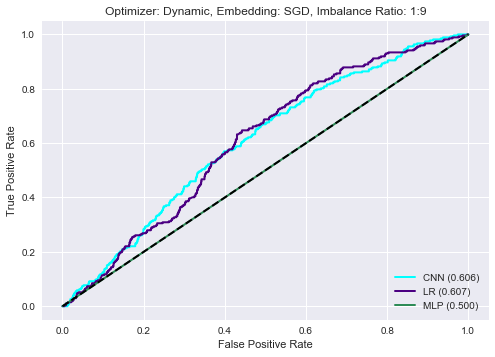 Optimizer: Dynamic, Embedding: SGD, Imbalance Ratio: 1:9
1.0
0.8
0.6
0.4
0.2
0.0
True Positive Rate
CNN (0.606)
LR (0.607)
MLP (0.500)
0.0 0.2 0.4 0.6 0.8 1.0
False Positive Rate